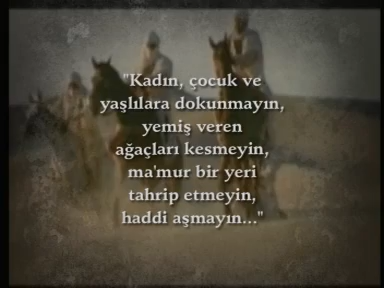 "Kadın, çocuk ve
yaşlılara dokunmayın,
yemiş veren
ağaçları kesmeyin,
ma'mur bir yeri
tahrip etmeyin,
haddi aşmayın..."